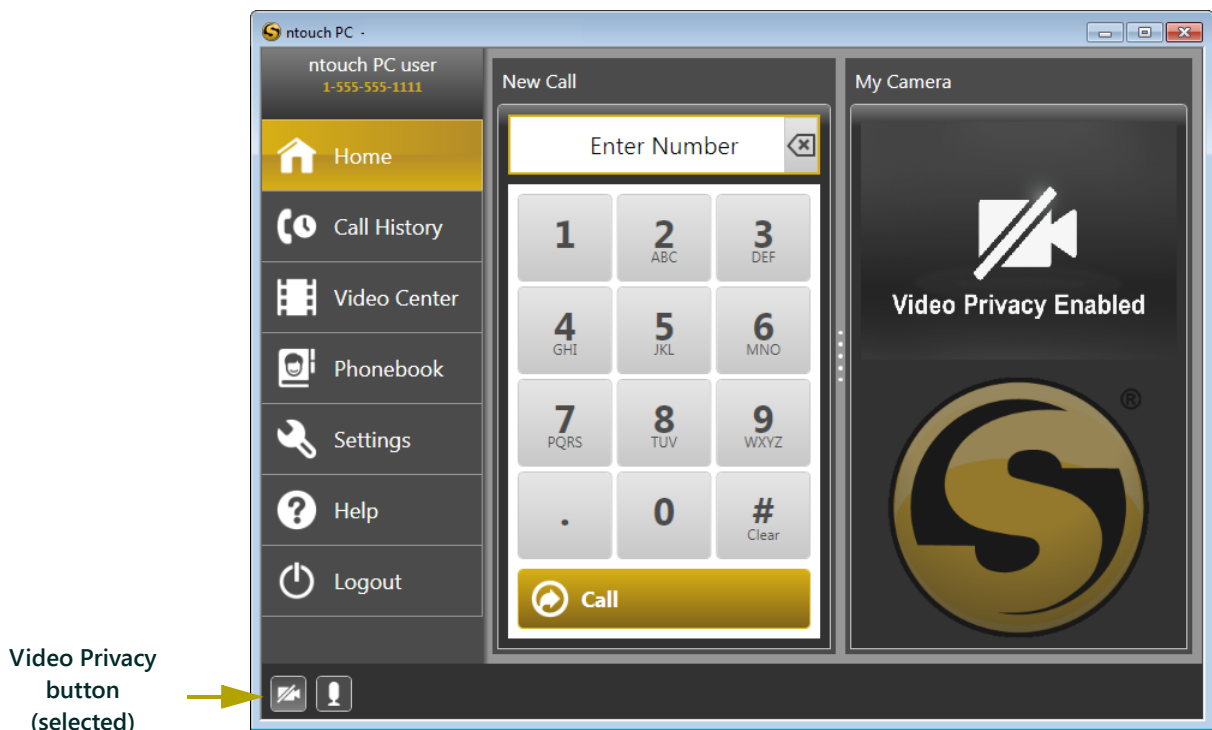 ntouch PC -
ntouch PC user
1-555-555-1111
Home
Call History
Video Center
Phonebook
Settings
Help
Logout
New Call
Enter Number
1
2
ABC
3
DEF
4
GHI
5
JKL
6
MNO
7
PQRS
8
TUV
9
WXYZ
.
0
#
Clear
Call
My Camera
Video Privacy Enabled
®
Video Privacy
button
(selected)